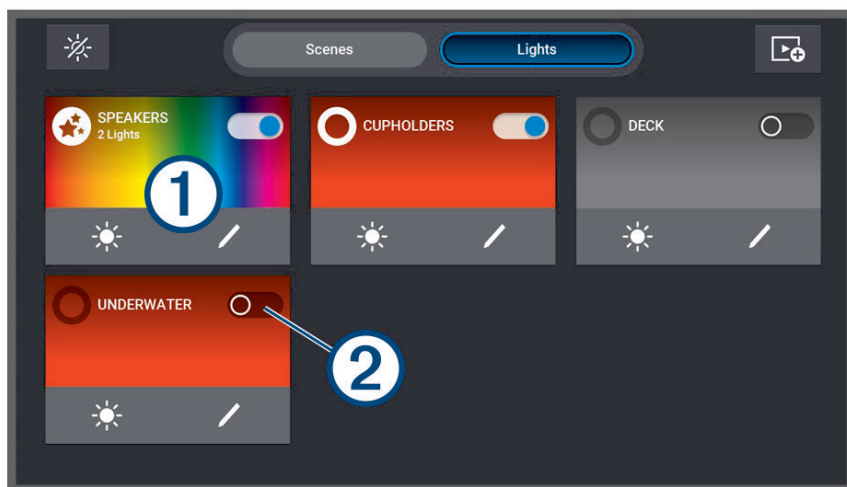 Scenes
Lights
SPEAKERS
2 Lights
CUPHOLDERS
DECK
1
UNDERWATER
2